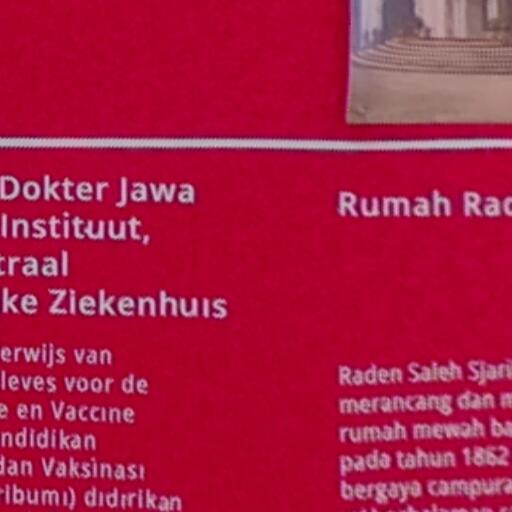 Dokter Jawa
Instituut,
traal
ke Ziekenhuis
erwijs van
leves voor de
e en Vaccine
ndidikan
dan Vaksinasi
ribumi) didirikan
Rumah Rad
Raden Saleh Sjari
merancang dan m
rumah mewah ba
pada tahun 1862
bergaya campura